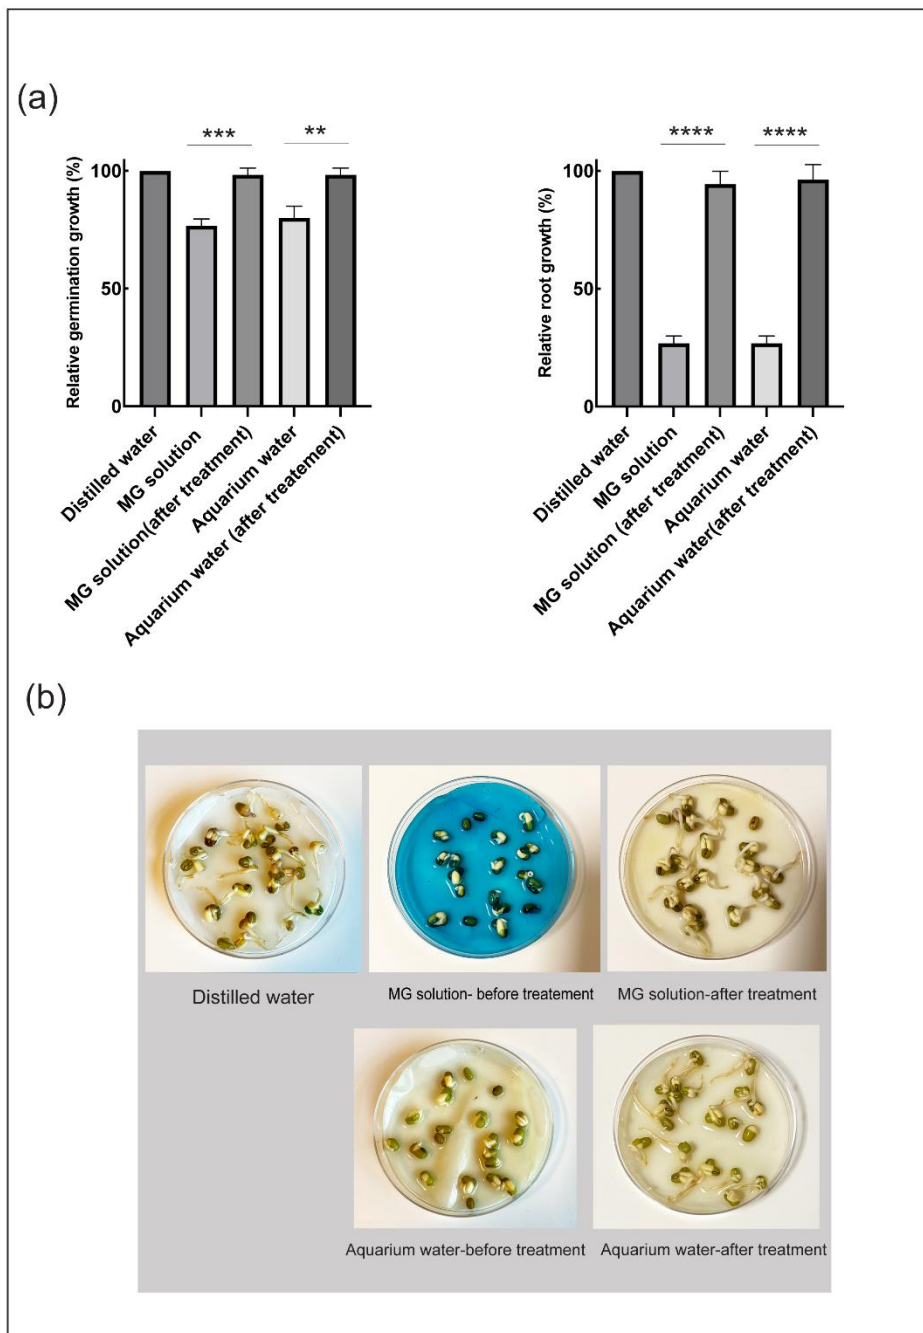 (a)
*** **
Relative germination growth (%)
100
50
0
Distilled water
MG solution
MG solution(after treatment)
Aquarium water
Aquarium water (after treatement)
**** ****
Relative root growth (%)
100
50
0
Distilled water
MG solution
MG solution (after treatment)
Aquarium water
Aquarium water(after treatment)
(b)
Distilled water
MG solution- before treatement
MG solution-after treatment
Aquarium water-before treatment
Aquarium water-after treatment